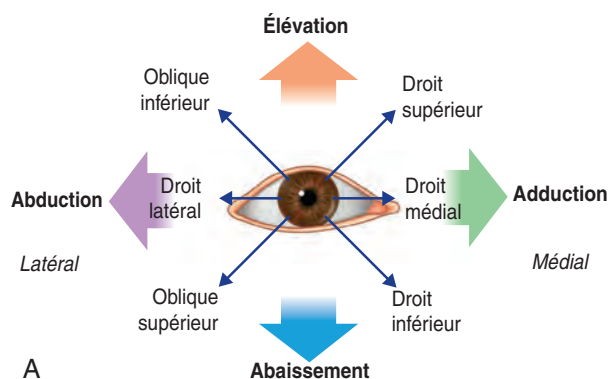 Élévation
Oblique
inférieur
Droit
supérieur
Abduction
Droit
latéral
Droit
médial
Adduction
Latéral
Médial
Oblique
supérieur
Droit
inférieur
A
Abaissement